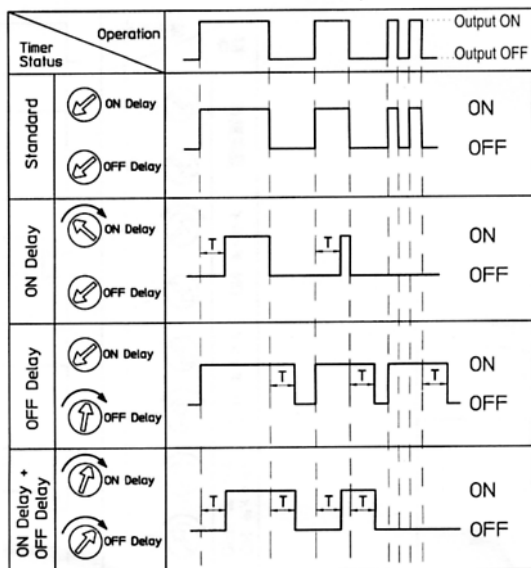 Operation
Timer
Status
Output ON
Output OFF
Standard
ON Delay
OFF Delay
ON
OFF
ON Delay
ON Delay
OFF Delay
T
T
ON
OFF
OFF Delay
ON Delay
OFF Delay
T
T
T
ON
OFF
ON Delay +
OFF Delay
ON Delay
OFF Delay
T
T
T
T
ON
OFF